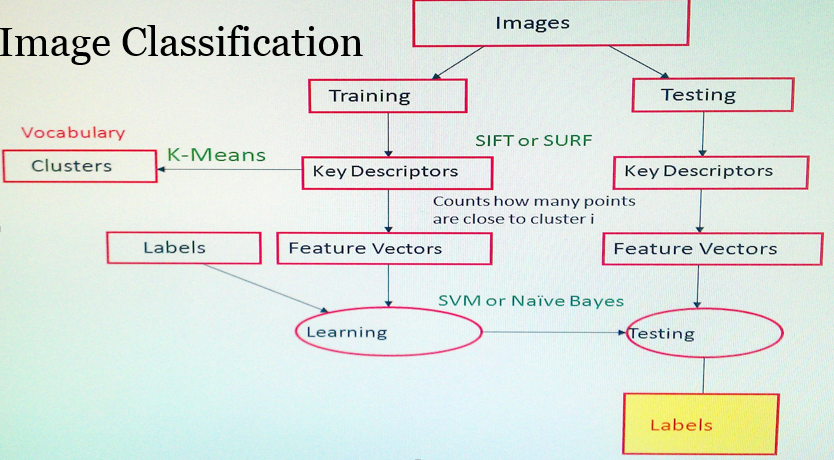 Images
Image Classification
Training
Testing
Vocabulary
SIFT or SURF
K-Means
Clusters
Key Descriptors
Key Descriptors
Counts how many points
are close to cluster i
Labels
Feature Vectors
Feature Vectors
SVM or Naïve Bayes
Learning
Testing
Labels